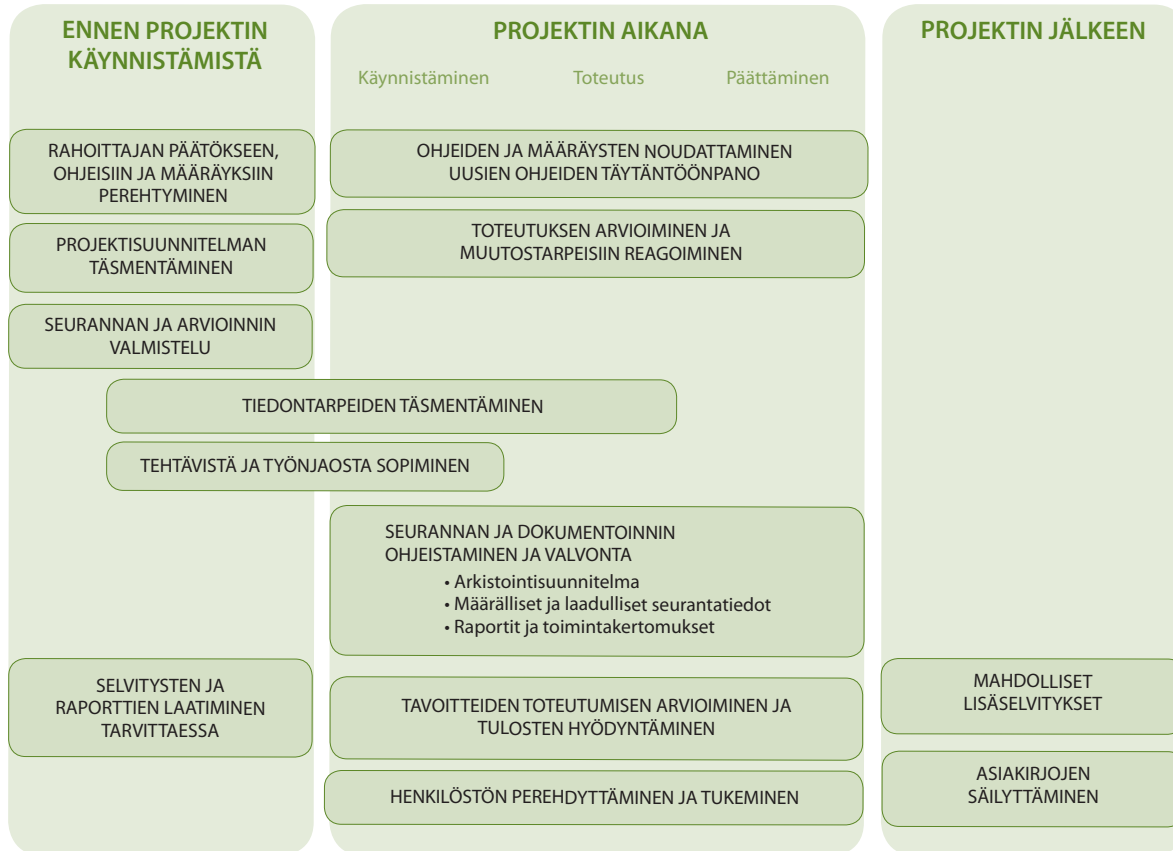 ENNEN PROJEKTIN
KÄYNNISTÄMISTÄ
PROJEKTIN AIKANA
PROJEKTIN JÄLKEEN
Käynnistäminen
Toteutus
Päättäminen
RAHOITTAJAN PÄÄTÖKSEEN,
OHJEISIIN JA MÄÄRÄYKSIIN
PEREHTYMINEN
OHJEIDEN JA MÄÄRÄYSTEN NOUDATTAMINEN
UUSIEN OHJEIDEN TÄYTÄNTÖÖNPANO
PROJEKTISUUNNITELMAN
TÄSMENTÄMINEN
TOTEUTUKSEN ARVIOIMINEN JA
MUUTOSTARPEISIIN REAGOIMINEN
SEURANNAN JA ARVIOINNIN
VALMISTELU
TIEDONTARPEIDEN TÄSMENTÄMINEN
TEHTÄVISTÄ JA TYÖNJAOSTA SOPIMINEN
SEURANNAN JA DOKUMENTOINNIN
OHJEISTAMINEN JA VALVONTA
• Arkistointisuunnitelma
• Määrälliset ja laadulliset seurantatiedot
• Raportit ja toimintakertomukset
SELVITYSTEN JA
RAPORTTIEN LAATIMINEN
TARVITTAESSA
TAVOITTEIDEN TOTEUTUMISEN ARVIOIMINEN JA
TULOSTEN HYÖDYNTÄMINEN
MAHDOLLISET
LISÄSELVITYKSET
HENKILÖSTÖN PEREHDYTTÄMINEN JA TUKEMINEN
ASIAKIRJOJEN
SÄILYTTÄMINEN